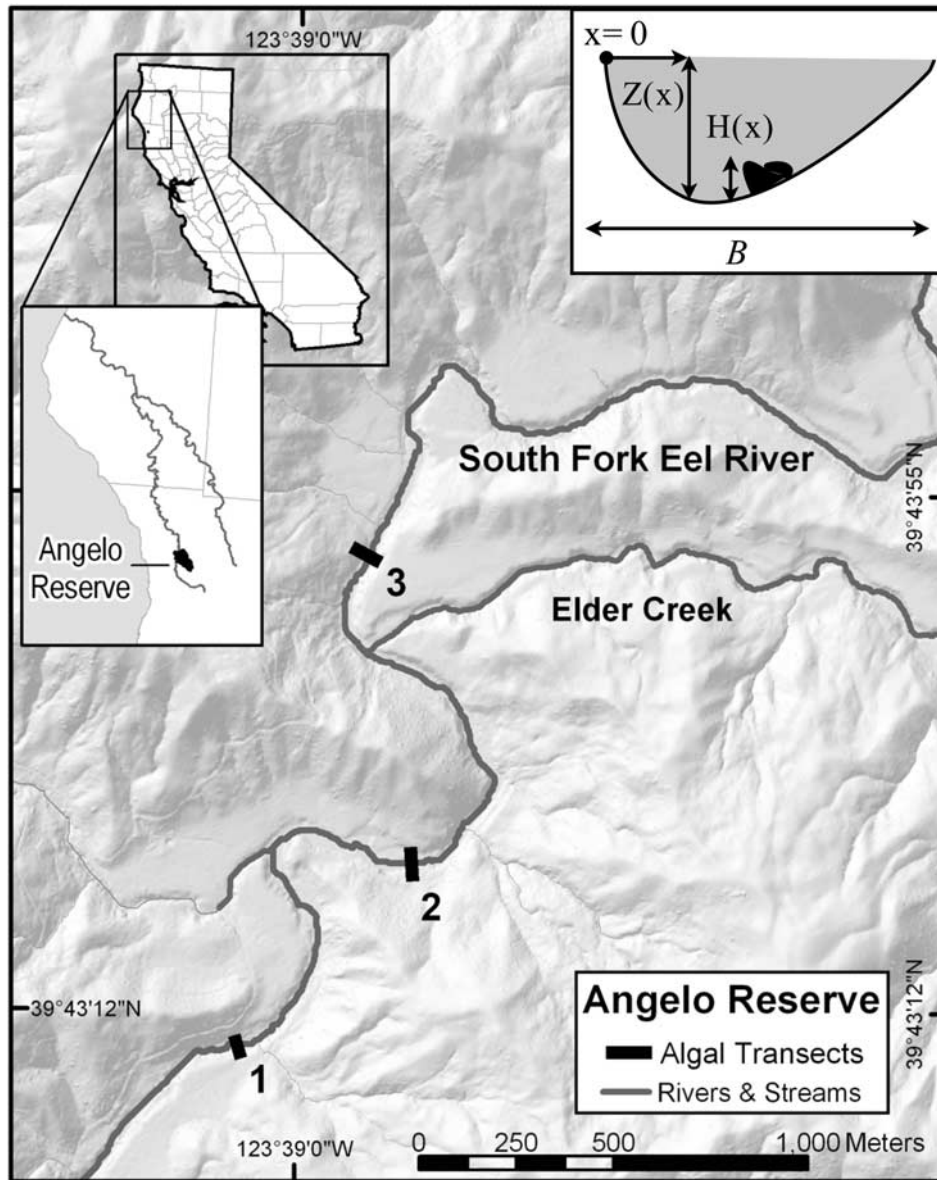 123°39'0"W
x= 0
Z(x)
H(x)
B
South Fork Eel River
39°43'55"N
Angelo
Reserve
3
Elder Creek
2
39°43'12"N
39°43'12"N
1
Angelo Reserve
Algal Transects
Rivers & Streams
123°39'0"W
0 250 500 1,000 Meters